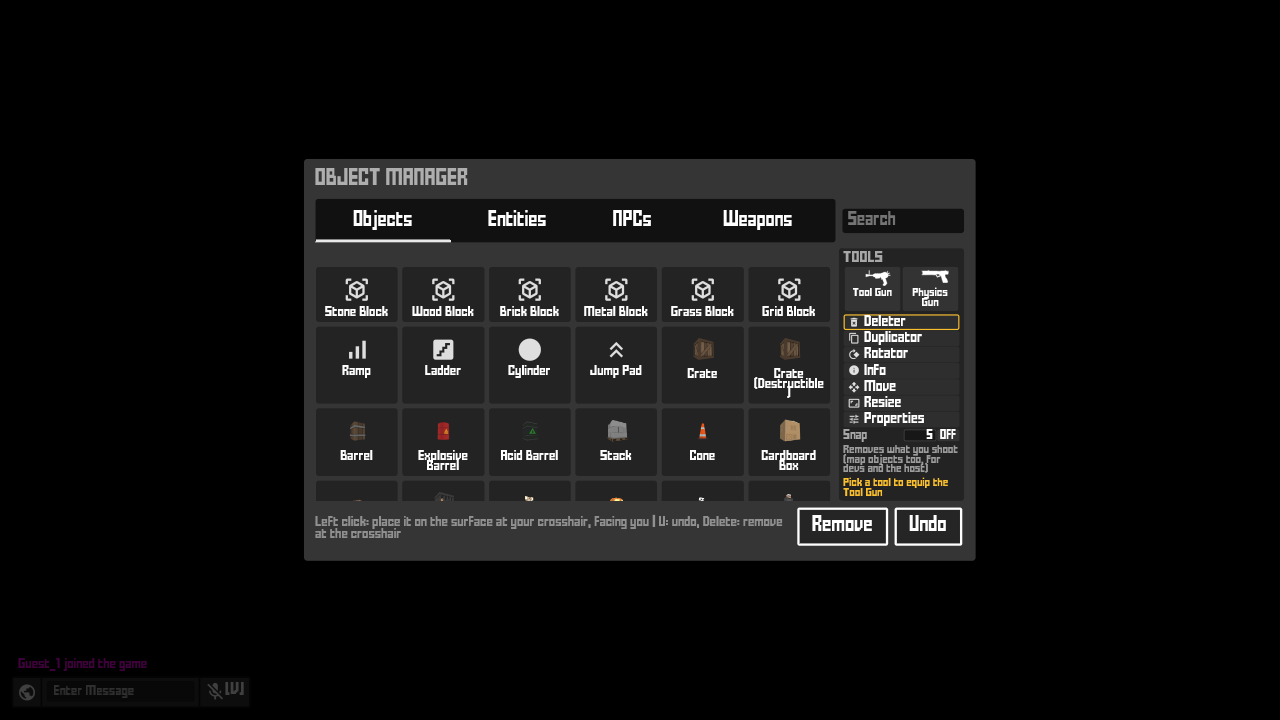 OBJECT MANAGER
Objects
Entities
NPCs
Weapons
Search
TOOLS
Tool Gun
Physics
Gun
Stone Block
Wood Block
Brick Block
Metal Block
Grass Block
Grid Block
Deleter
Duplicator
Rotator
Info
Move
Resize
Properties
Ramp
Ladder
Cylinder
Jump Pad
Crate
Crate
(Destructible
)
Barrel
Explosive
Barrel
Acid Barrel
Stack
Cone
Cardboard
Box
Snap
5
OFF
Removes what you shoot
(map objects too, for
devs and the host)
Pick a tool to equip the
Tool Gun
Left click: place it on the surface at your crosshair, facing you | U: undo, Delete: remove
at the crosshair
Remove
Undo
Guest_1 joined the game
Enter Message
[V]